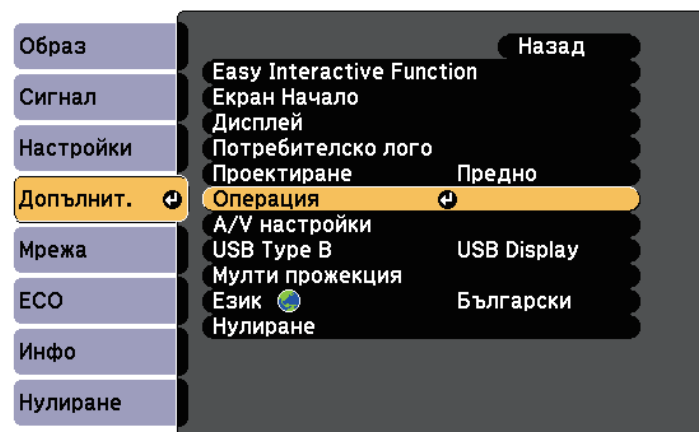 Образ
Сигнал
Настройки
Допълнит.
Мрежа
ECO
Инфо
Нулиране
Назад
Easy Interactive Function
Екран Начало
Дисплей
Потребителско лого
Проектиране Предно
Операция
A/V настройки
USB Type B USB Display
Мулти прожекция
Език Български
Нулиране